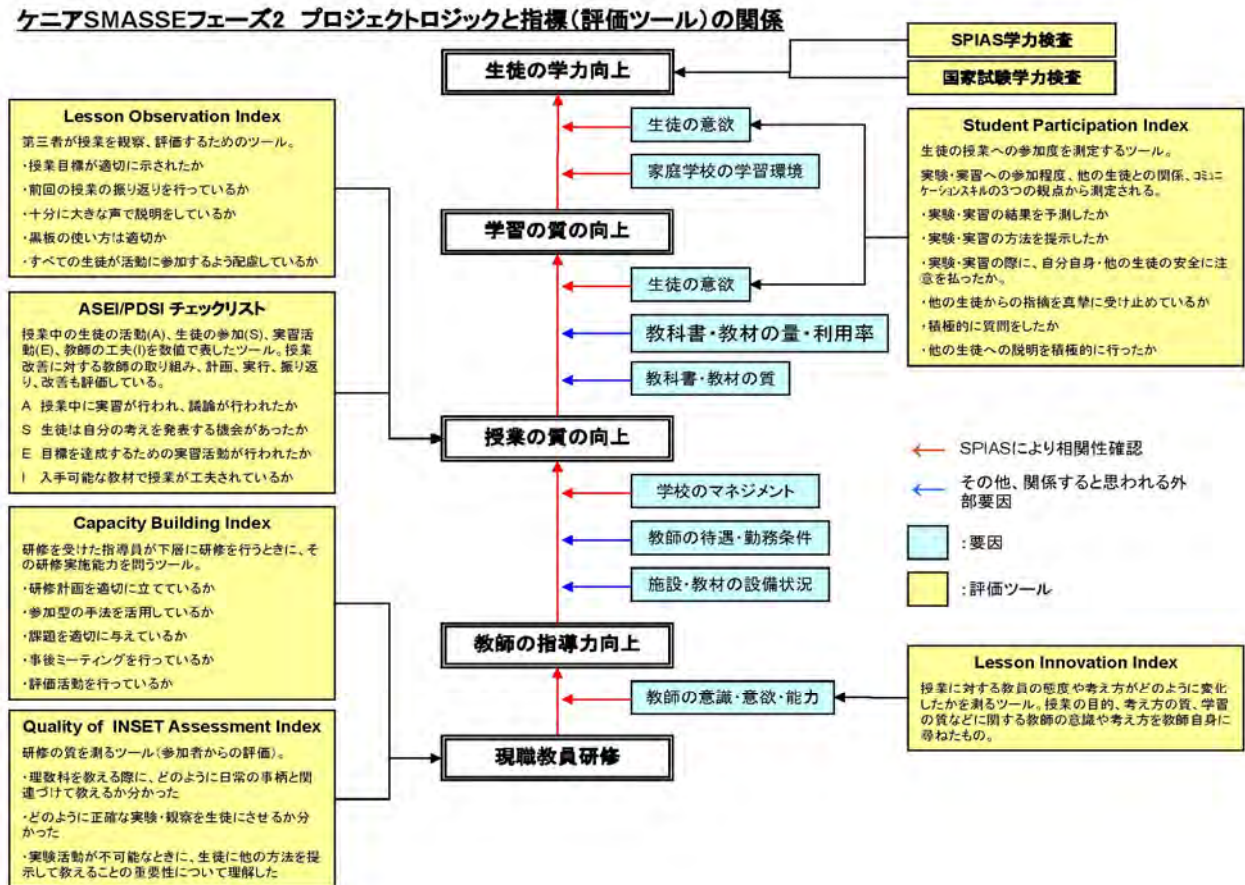 ケニアSMASSEフェーズ2 プロジェクトロジックと指標(評価ツール)の関係
SPIAS学力検査
国家試験学力検査
生徒の学力向上
生徒の意欲
家庭学校の学習環境
学習の質の向上
生徒の意欲
教科書・教材の量・利用率
教科書・教材の質
授業の質の向上
学校のマネジメント
教師の待遇・勤務条件
施設・教材の設備状況
教師の指導力向上
教師の意識・意欲・能力
現職教員研修
Lesson Observation Index
第三者が授業を観察、評価するためのツール。
・授業目標が適切に示されたか
・前回の授業の振り返りを行っているか
・十分に大きな声で説明をしているか
・黒板の使い方は適切か
・すべての生徒が活動に参加するよう配慮しているか
ASEI/PDSI チェックリスト
授業中の生徒の活動(A)、生徒の参加(S)、実習活
動(E)、教師の工夫(I)を数値で表したツール。授業
改善に対する教師の取り組み、計画、実行、振り返
り、改善も評価している。
A 授業中に実習が行われ、議論が行われたか
S 生徒は自分の考えを発表する機会があったか
E 目標を達成するための実習活動が行われたか
I 入手可能な教材で授業が工夫されているか
Capacity Building Index
研修を受けた指導員が下層に研修を行うときに、そ
の研修実施能力を問うツール。
・研修計画を適切に立てているか
・参加型の手法を活用しているか
・課題を適切に与えているか
・事後ミーティングを行っているか
・評価活動を行っているか
Quality of INSET Assessment Index
研修の質を測るツール(参加者からの評価)。
・理数科を教える際に、どのように日常の事柄と関
連づけて教えるか分かった
・どのように正確な実験・観察を生徒にさせるか分
かった
・実験活動が不可能なときに、生徒に他の方法を提
示して教えることの重要性について理解した
Student Participation Index
生徒の授業への参加度を測定するツール。
実験・実習への参加程度、他の生徒との関係、コミュニ
ケーションスキルの3つの観点から測定される。
・実験・実習の結果を予測したか
・実験・実習の方法を提示したか
・実験・実習の際に、自分自身・他の生徒の安全に注
意を払ったか。
・他の生徒からの指摘を真摯に受け止めているか
・積極的に質問をしたか
・他の生徒への説明を積極的に行ったか
SPIASにより相関性確認
その他、関係すると思われる外
部要因
:要因
:評価ツール
Lesson Innovation Index
授業に対する教員の態度や考え方がどのように変化
したかを測るツール。授業の目的、考え方の質、学習
の質などに関する教師の意識や考え方を教師自身に
尋ねたもの。